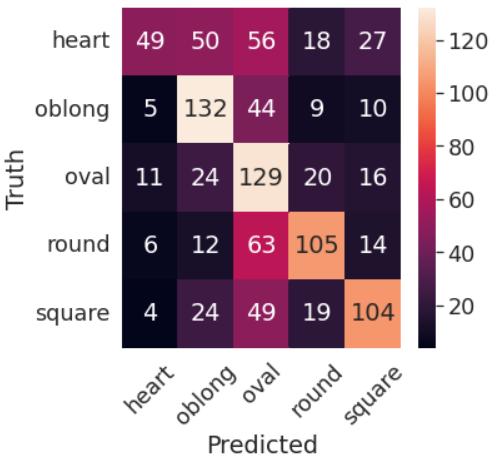 heart 49 50 56 18 27
oblong 5 132 44 9 10
oval 11 24 129 20 16
round 6 12 63 105 14
square 4 24 49 19 104
Truth
heart oblong oval round square
Predicted
120
100
80
60
40
20